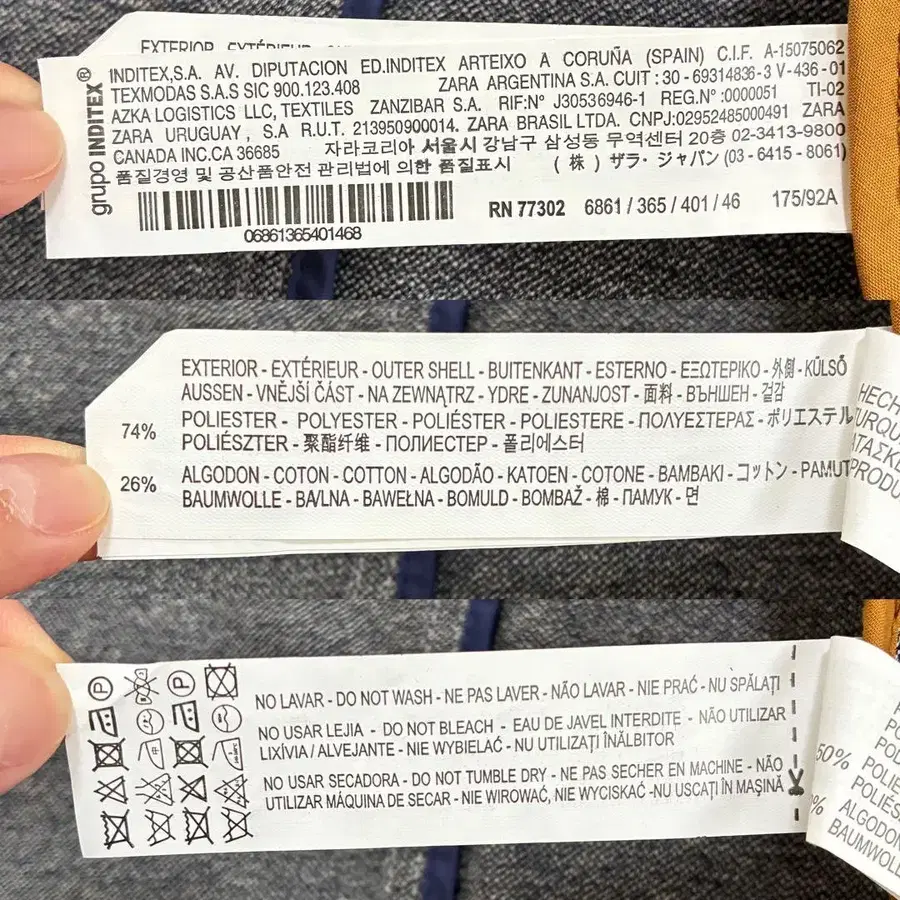 EXTERIOR EXTÉRIEUR
grupo INDITEX®
INDITEX,S.A. AV. DIPUTACION ED.INDITEX ARTEIXO A CORUÑA (SPAIN) C.I.F. A-15075062
TEXMODAS S.A.S SIC 900.123.408 ZARA ARGENTINA S.A. CUIT : 30 - 69314836-3 V-436 -01
AZKA LOGISTICS LLC, TEXTILES ZANZIBAR S.A. RIF:Nº J30536946-1 REG.Nº :0000051 TI-02
ZARA URUGUAY , S.A R.U.T. 213950900014. ZARA BRASIL LTDA. CNPJ:02952485000491 ZARA
CANADA INC.CA 36685 자라코리아 서울시 강남구 삼성동 무역센터 20층 02-3413-9800
품질경영 및 공산품안전 관리법에 의한 품질표시 (株) ザラ・ジャパン (03-6415-8061)
RN 77302 6861 / 365 / 401 / 46 175/92A
06861365401468
EXTERIOR - EXTÉRIEUR - OUTER SHELL - BUITENKANT - ESTERNO - ΕΞΩΤΕΡΙΚΟ - 外側 - KÜLSŐ
AUSSEN - VNĚJŠÍ ČÁST - NA ZEWNĄTRZ - YDRE - ZUNANJOST - 面料 - ВЪНШЕН - 겉감
74% POLIESTER - POLYESTER - POLIÉSTER - POLIESTERE - ΠΟΛΥΕΣΤΕΡΑΣ - ポリエステル
POLIÉSZTER - 聚酯纤维 - ПОЛИЕСТЕР - 폴리에스터
26% ALGODON - COTON - COTTON - ALGODÃO - KATOEN - COTONE - BAMBAKI - コットン - PAMUT
BAUMWOLLE - BA/LNA - BAWEŁNA - BOMULD - BOMBAŽ - 棉 - ПАМУК - 면
HECH
NO LAVAR - DO NOT WASH - NE PAS LAVER - NÃO LAVAR - NIE PRAĆ - NU SPĂLAȚI
NO USAR LEJIA - DO NOT BLEACH - EAU DE JAVEL INTERDITE - NÃO UTILIZAR
LIXÍVIA / ALVEJANTE - NIE WYBIELAĆ - NU UTILIZAȚI ÎNĂLBITOR
NO USAR SECADORA - DO NOT TUMBLE DRY - NE PAS SECHER EN MACHINE - NÃO
UTILIZAR MÁQUINA DE SECAR - NIE WIROWAĆ, NIE WYCISKAĆ -NU USCAȚI ÎN MAŞINĂ
50%
ALGODON
BAUMWOLL